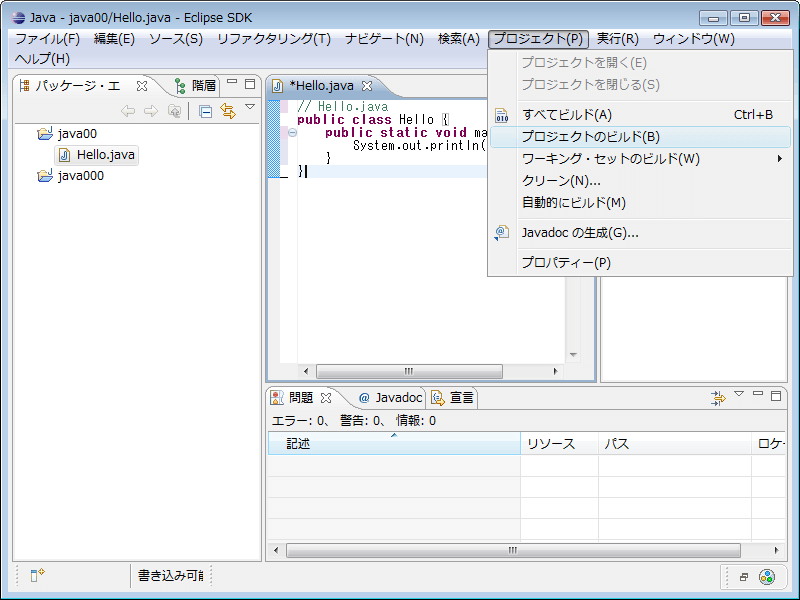 Java - java00/Hello.java - Eclipse SDK
ファイル(F) 編集(E) ソース(S) リファクタリング(T) ナビゲート(N) 検索(A) プロジェクト(P) 実行(R) ウィンドウ(W)
ヘルプ(H)
パッケージ・エ 階層
java00
Hello.java
java000
*Hello.java
// Hello.java
public class Hello {
public static void ma
System.out.println(
}
}
プロジェクトを開く(E)
プロジェクトを閉じる(S)
すべてビルド(A) Ctrl+B
プロジェクトのビルド(B)
ワーキング・セットのビルド(W)
クリーン(N)...
自動的にビルド(M)
Javadoc の生成(G)...
プロパティー(P)
問題 @ Javadoc 宣言
エラー: 0、 警告: 0、 情報: 0
記述 リソース パス ロケ
書き込み可能